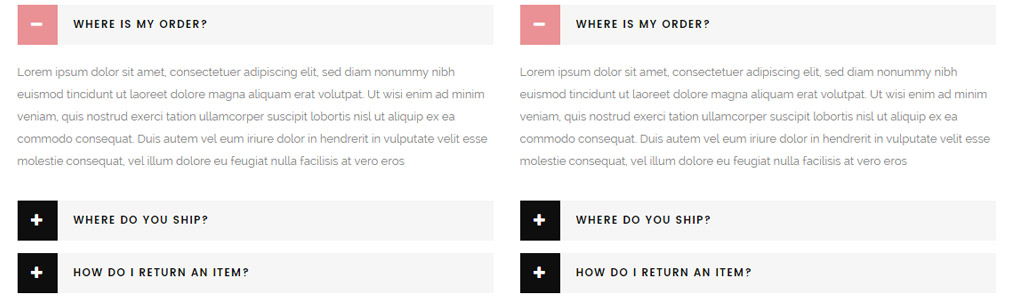 WHERE IS MY ORDER?
Lorem ipsum dolor sit amet, consectetuer adipiscing elit, sed diam nonummy nibh
euismod tincidunt ut laoreet dolore magna aliquam erat volutpat. Ut wisi enim ad minim
veniam, quis nostrud exerci tation ullamcorper suscipit lobortis nisl ut aliquip ex ea
commodo consequat. Duis autem vel eum iriure dolor in hendrerit in vulputate velit esse
molestie consequat, vel illum dolore eu feugiat nulla facilisis at vero eros
WHERE DO YOU SHIP?
HOW DO I RETURN AN ITEM?
WHERE IS MY ORDER?
Lorem ipsum dolor sit amet, consectetuer adipiscing elit, sed diam nonummy nibh
euismod tincidunt ut laoreet dolore magna aliquam erat volutpat. Ut wisi enim ad minim
veniam, quis nostrud exerci tation ullamcorper suscipit lobortis nisl ut aliquip ex ea
commodo consequat. Duis autem vel eum iriure dolor in hendrerit in vulputate velit esse
molestie consequat, vel illum dolore eu feugiat nulla facilisis at vero eros
WHERE DO YOU SHIP?
HOW DO I RETURN AN ITEM?